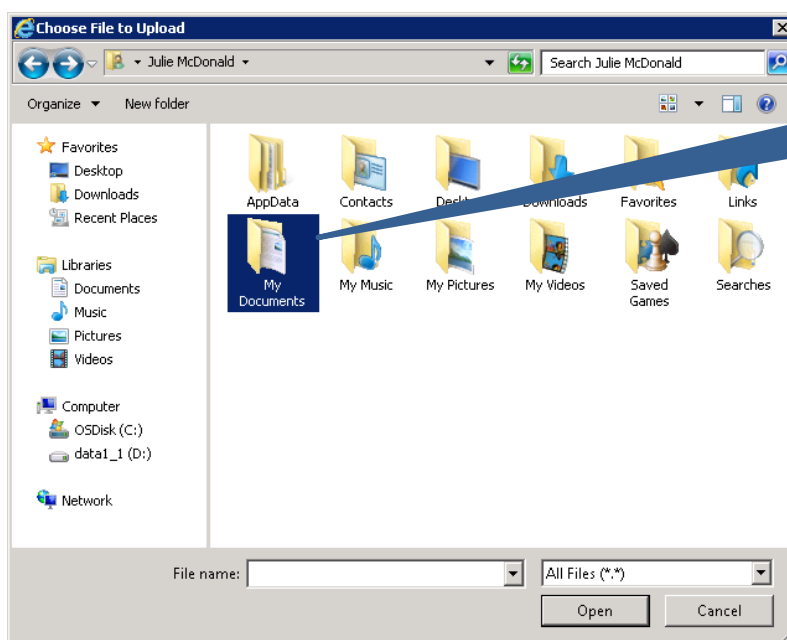 Choose File to Upload
Julie McDonald
Search Julie McDonald
Organize
New folder
Favorites
Desktop
Downloads
Recent Places
Libraries
Documents
Music
Pictures
Videos
Computer
OSDisk (C:)
data1_1 (D:)
Network
AppData
Contacts
Desktop
Downloads
Favorites
Links
My
Documents
My Music
My Pictures
My Videos
Saved
Games
Searches
File name:
All Files (*.*)
Open
Cancel